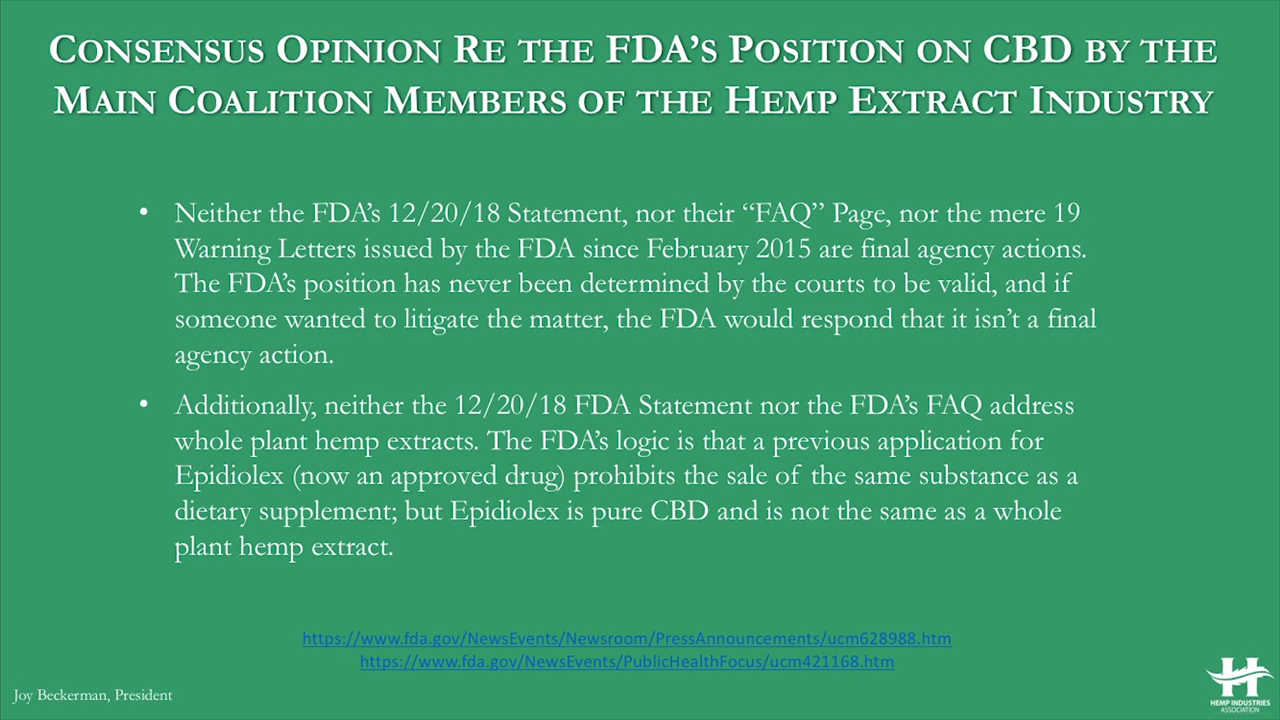 CONSENSUS OPINION RE THE FDA'S POSITION ON CBD BY THE
MAIN COALITION MEMBERS OF THE HEMP EXTRACT INDUSTRY
• Neither the FDA's 12/20/18 Statement, nor their “FAQ” Page, nor the mere 19
Warning Letters issued by the FDA since February 2015 are final agency actions.
The FDA's position has never been determined by the courts to be valid, and if
someone wanted to litigate the matter, the FDA would respond that it isn't a final
agency action.
• Additionally, neither the 12/20/18 FDA Statement nor the FDA's FAQ address
whole plant hemp extracts. The FDA's logic is that a previous application for
Epidiolex (now an approved drug) prohibits the sale of the same substance as a
dietary supplement; but Epidiolex is pure CBD and is not the same as a whole
plant hemp extract.
https://www.fda.gov/NewsEvents/Newsroom/PressAnnouncements/ucm628988.htm
https://www.fda.gov/NewsEvents/PublicHealthFocus/ucm421168.htm
Joy Beckerman, President
HEMP INDUSTRIES
ASSOCIATION